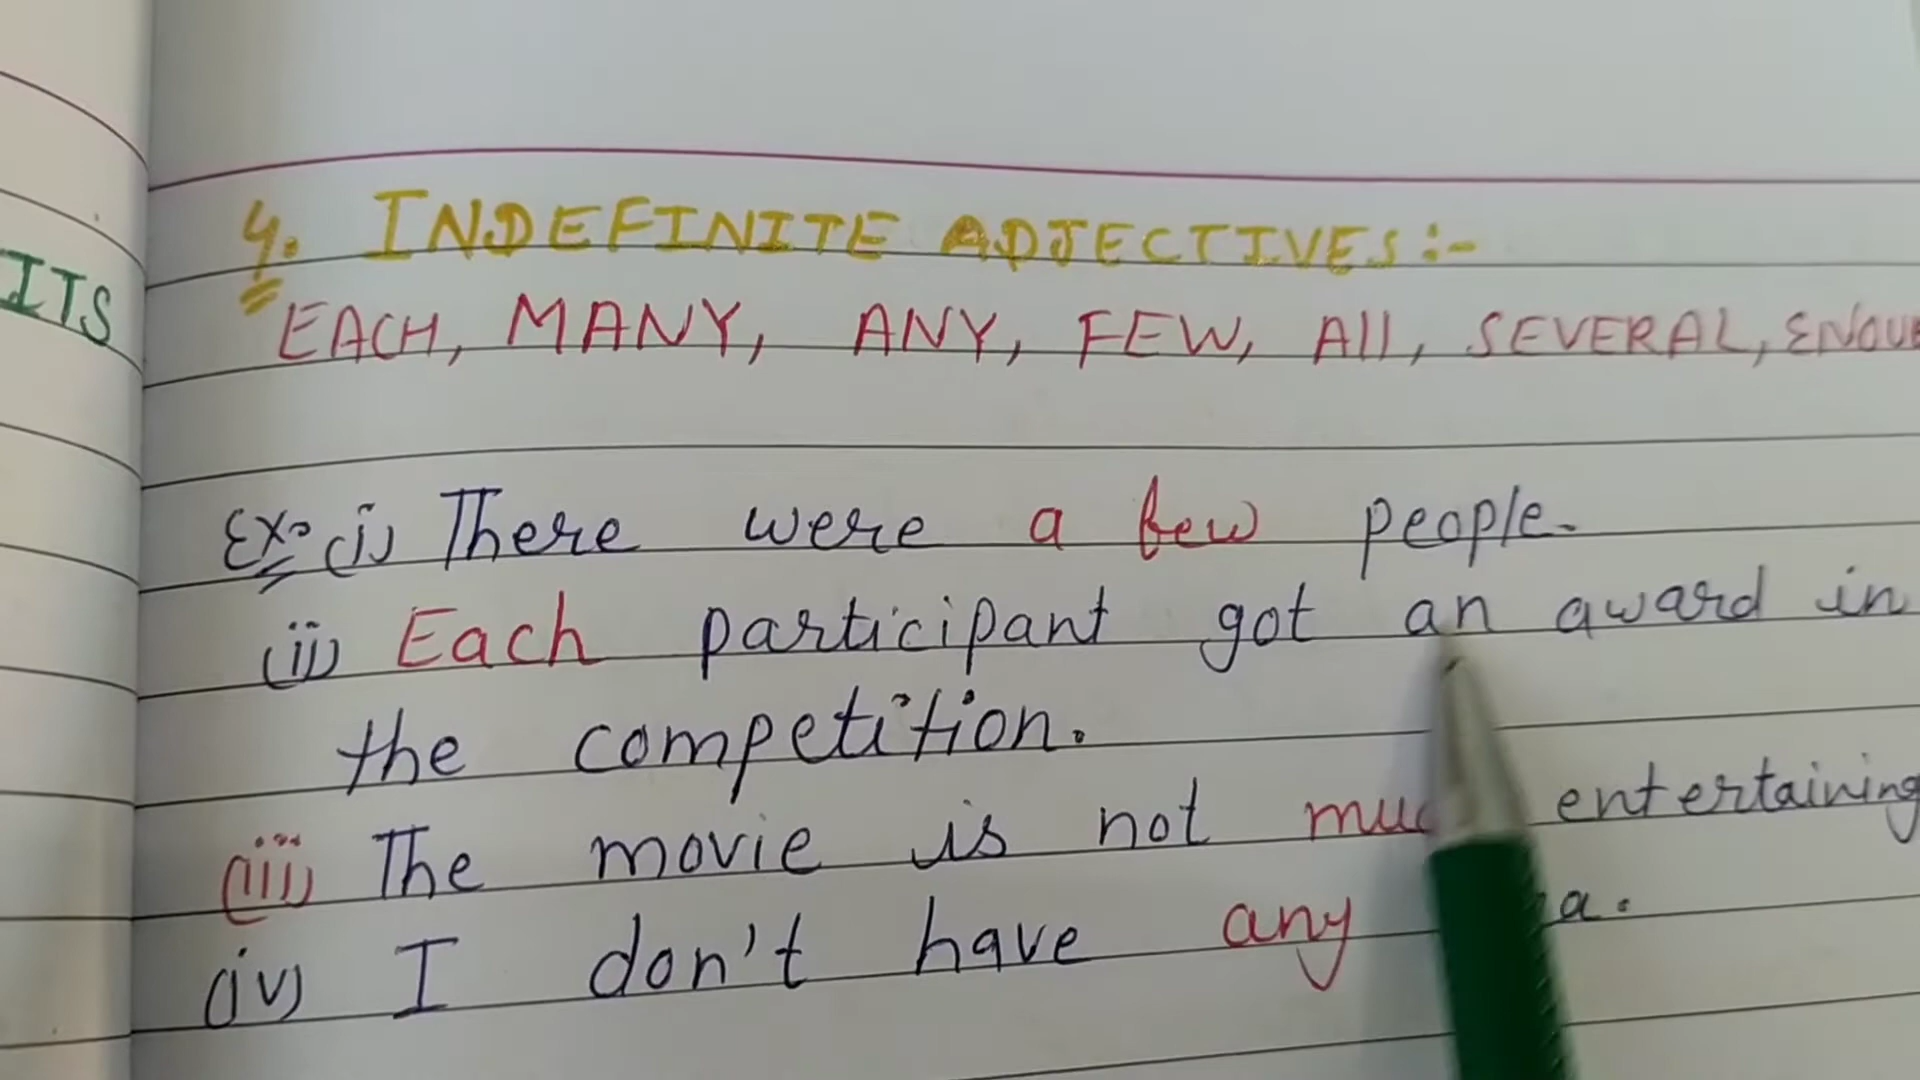 ITS
4. INDEFINITE ADJECTIVES:-
EACH, MANY, ANY, FEW, All, SEVERAL,
Ex. (i) There were a few people.
(ii) Each participant got an award in
the competition.
(iii) The movie is not entertaining
(iv) I don't have any